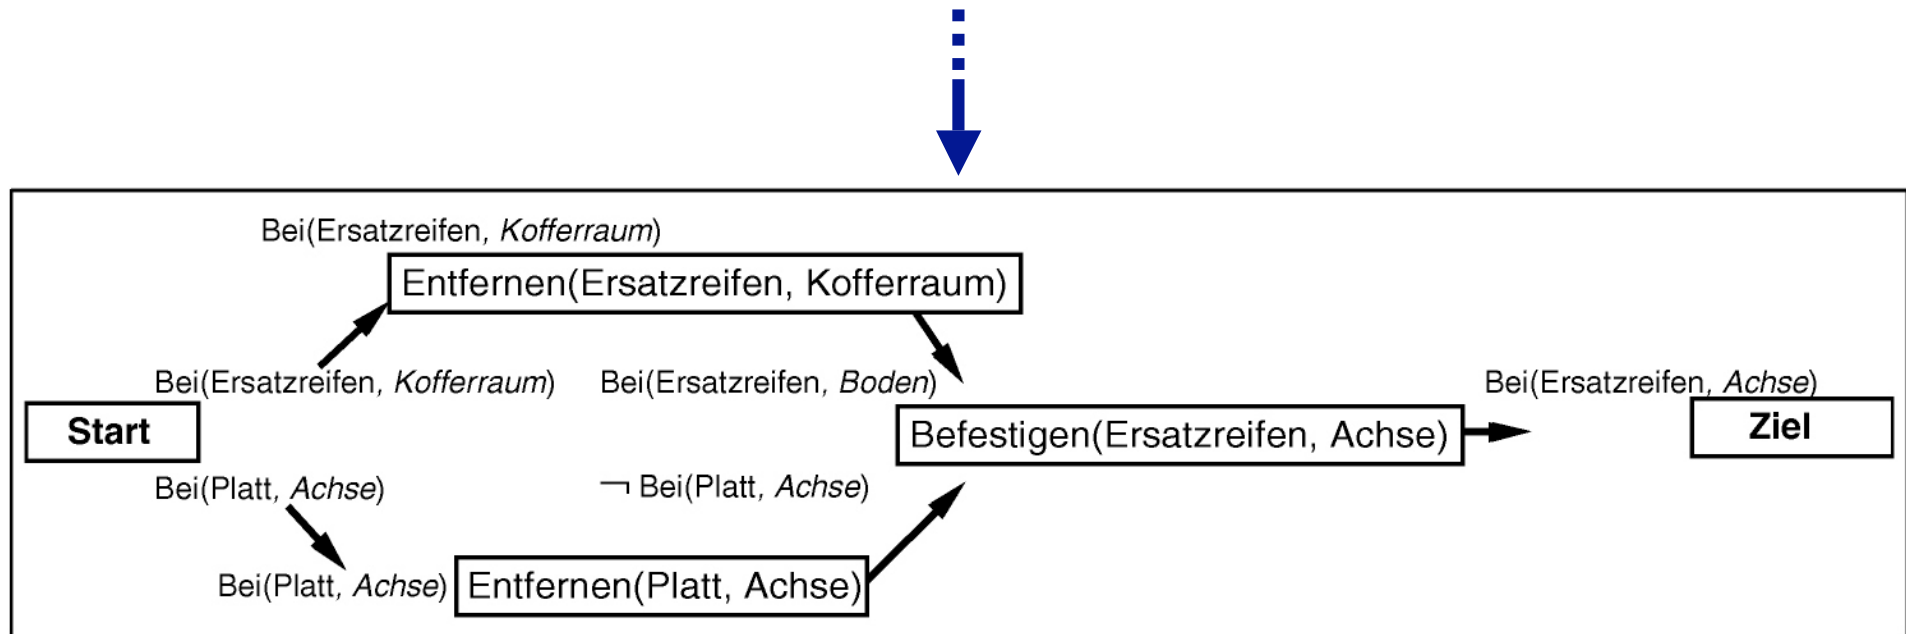 Bei(Ersatzreifen, Kofferraum)
Entfernen(Ersatzreifen, Kofferraum)
Bei(Ersatzreifen, Kofferraum)
Bei(Ersatzreifen, Boden)
Bei(Ersatzreifen, Achse)
Start
Befestigen(Ersatzreifen, Achse)
Ziel
Bei(Platt, Achse)
¬ Bei(Platt, Achse)
Bei(Platt, Achse)
Entfernen(Platt, Achse)